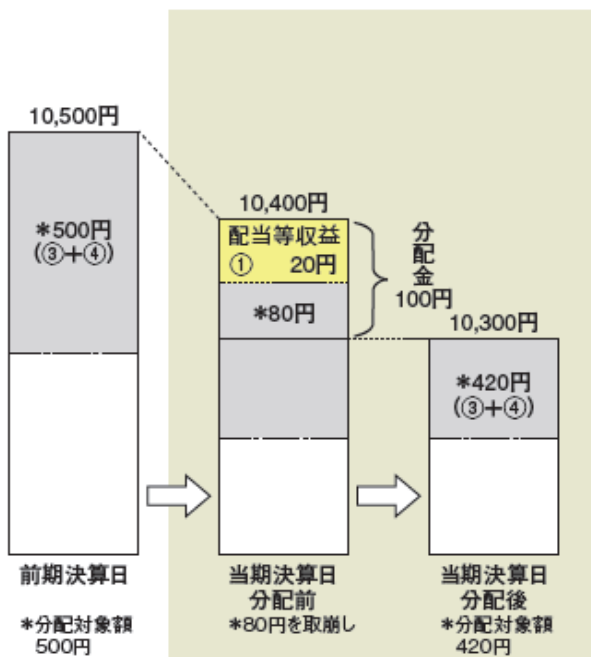 10,500円
*500円
(③+④)
10,400円
配当等収益
① 20円
*80円
分配金
100円
10,300円
*420円
(③+④)
前期決算日
*分配対象額
500円
当期決算日
分配前
*80円を取崩し
当期決算日
分配後
*分配対象額
420円